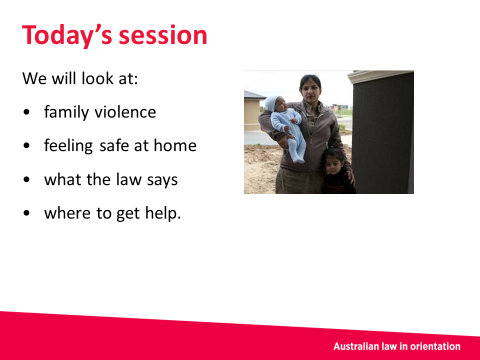 Today’s session
We will look at:
• family violence
• feeling safe at home
• what the law says
• where to get help.
Australian law in orientation